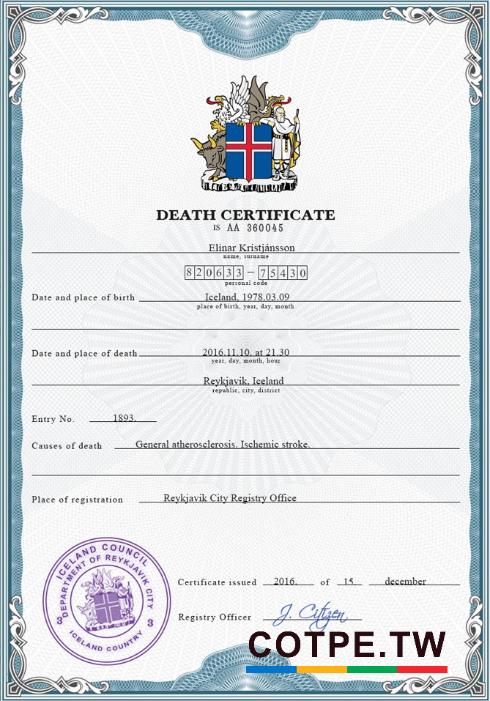 DEATH CERTIFICATE
IS AA 360045
Elinar Kristjánsson
name, surname
820633-75430
personal code
Date and place of birth Iceland, 1978.03.09
place of birth, year, day, month
Date and place of death 2016.11.10. at 21.30
year, day, month, hour
Reykjavik, Iceland
republic, city, district
Entry No. 1893.
Causes of death General atherosclerosis. Ischemic stroke.
Place of registration Reykjavik City Registry Office
ICELAND COUNCIL
DEPARTMENT OF REYKJAVIK CITY
3 3
ICELAND COUNTRY
Certificate issued 2016. of 15. december
Registry Officer J. Citizen
COTPE.TW